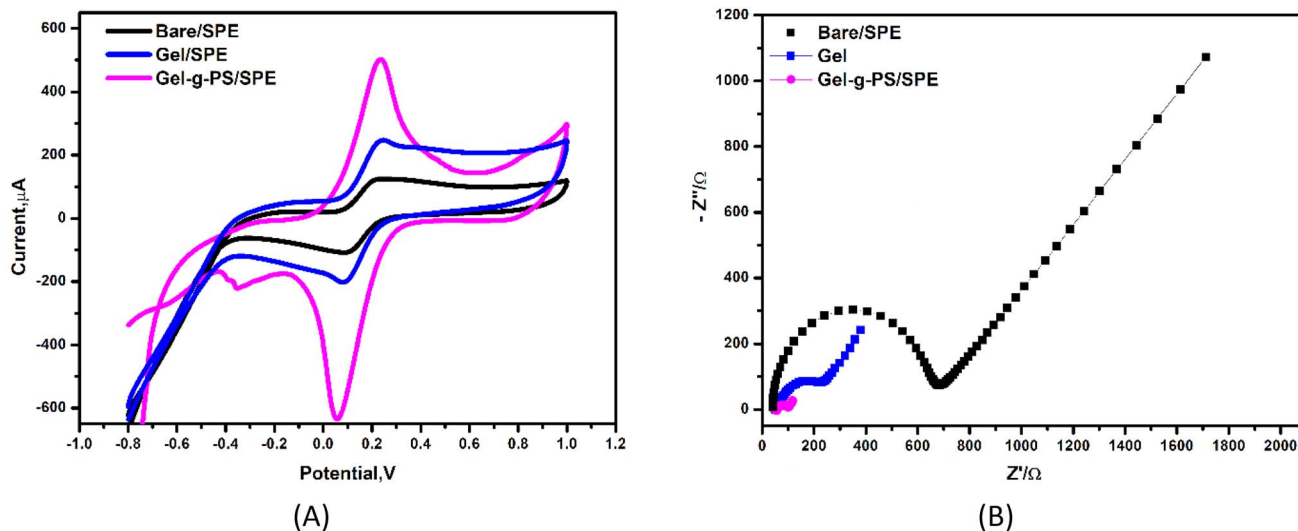 600
400
200
0
-200
-400
-600
-1.0 -0.8 -0.6 -0.4 -0.2 0.0 0.2 0.4 0.6 0.8 1.0 1.2
Current,µA
Potential,V
Bare/SPE
Gel/SPE
Gel-g-PS/SPE
(A)
1200
1000
800
600
400
200
0
0 200 400 600 800 1000 1200 1400 1600 1800 2000
- Z''/Ω
Z'/Ω
Bare/SPE
Gel
Gel-g-PS/SPE
(B)